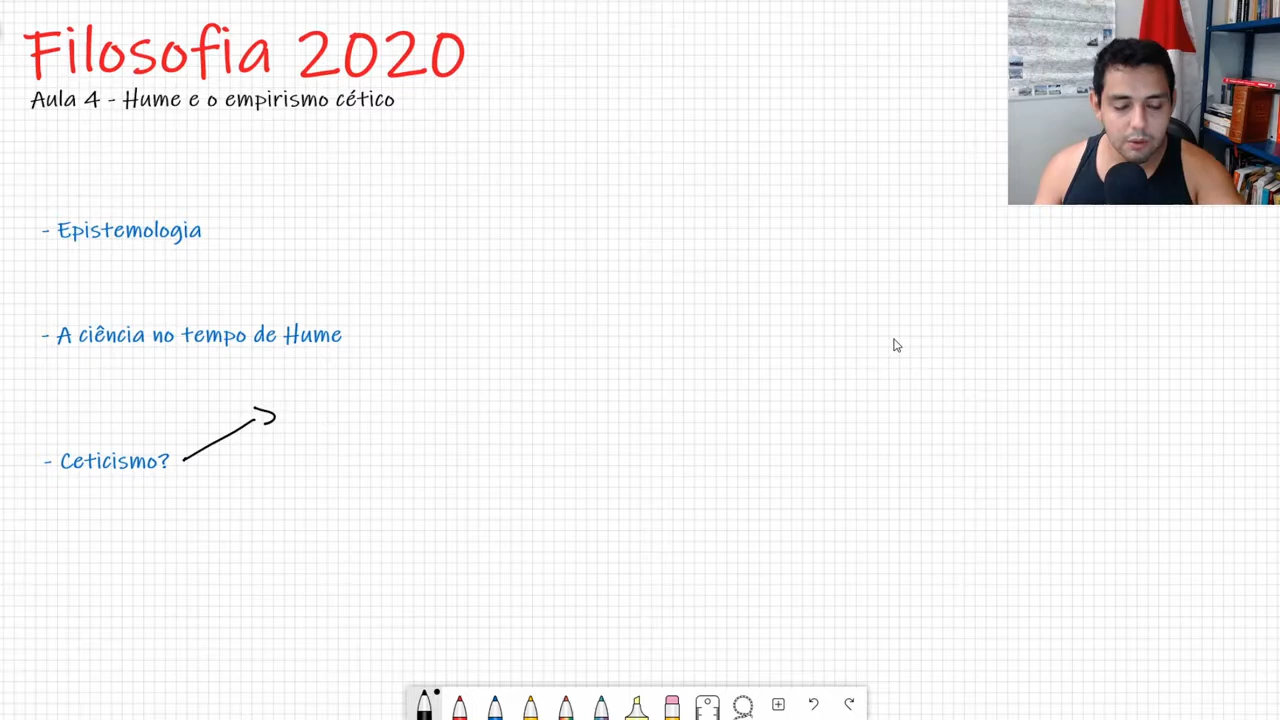 Filosofia 2020
Aula 4 - Hume e o empirismo cético
- Epistemologia
- A ciência no tempo de Hume
- Ceticismo?